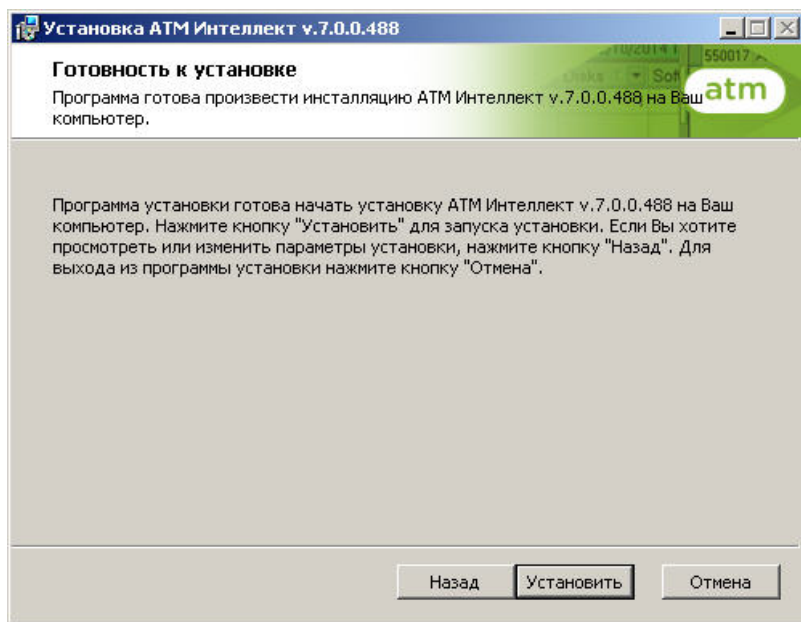 Установка АТМ Интеллект v.7.0.0.488
Готовность к установке
Программа готова произвести инсталляцию АТМ Интеллект v.7.0.0.488 на Ваш
компьютер.
550017
Disks
Soft
atm
Программа установки готова начать установку АТМ Интеллект v.7.0.0.488 на Ваш
компьютер. Нажмите кнопку "Установить" для запуска установки. Если Вы хотите
просмотреть или изменить параметры установки, нажмите кнопку "Назад". Для
выхода из программы установки нажмите кнопку "Отмена".
Назад
Установить
Отмена